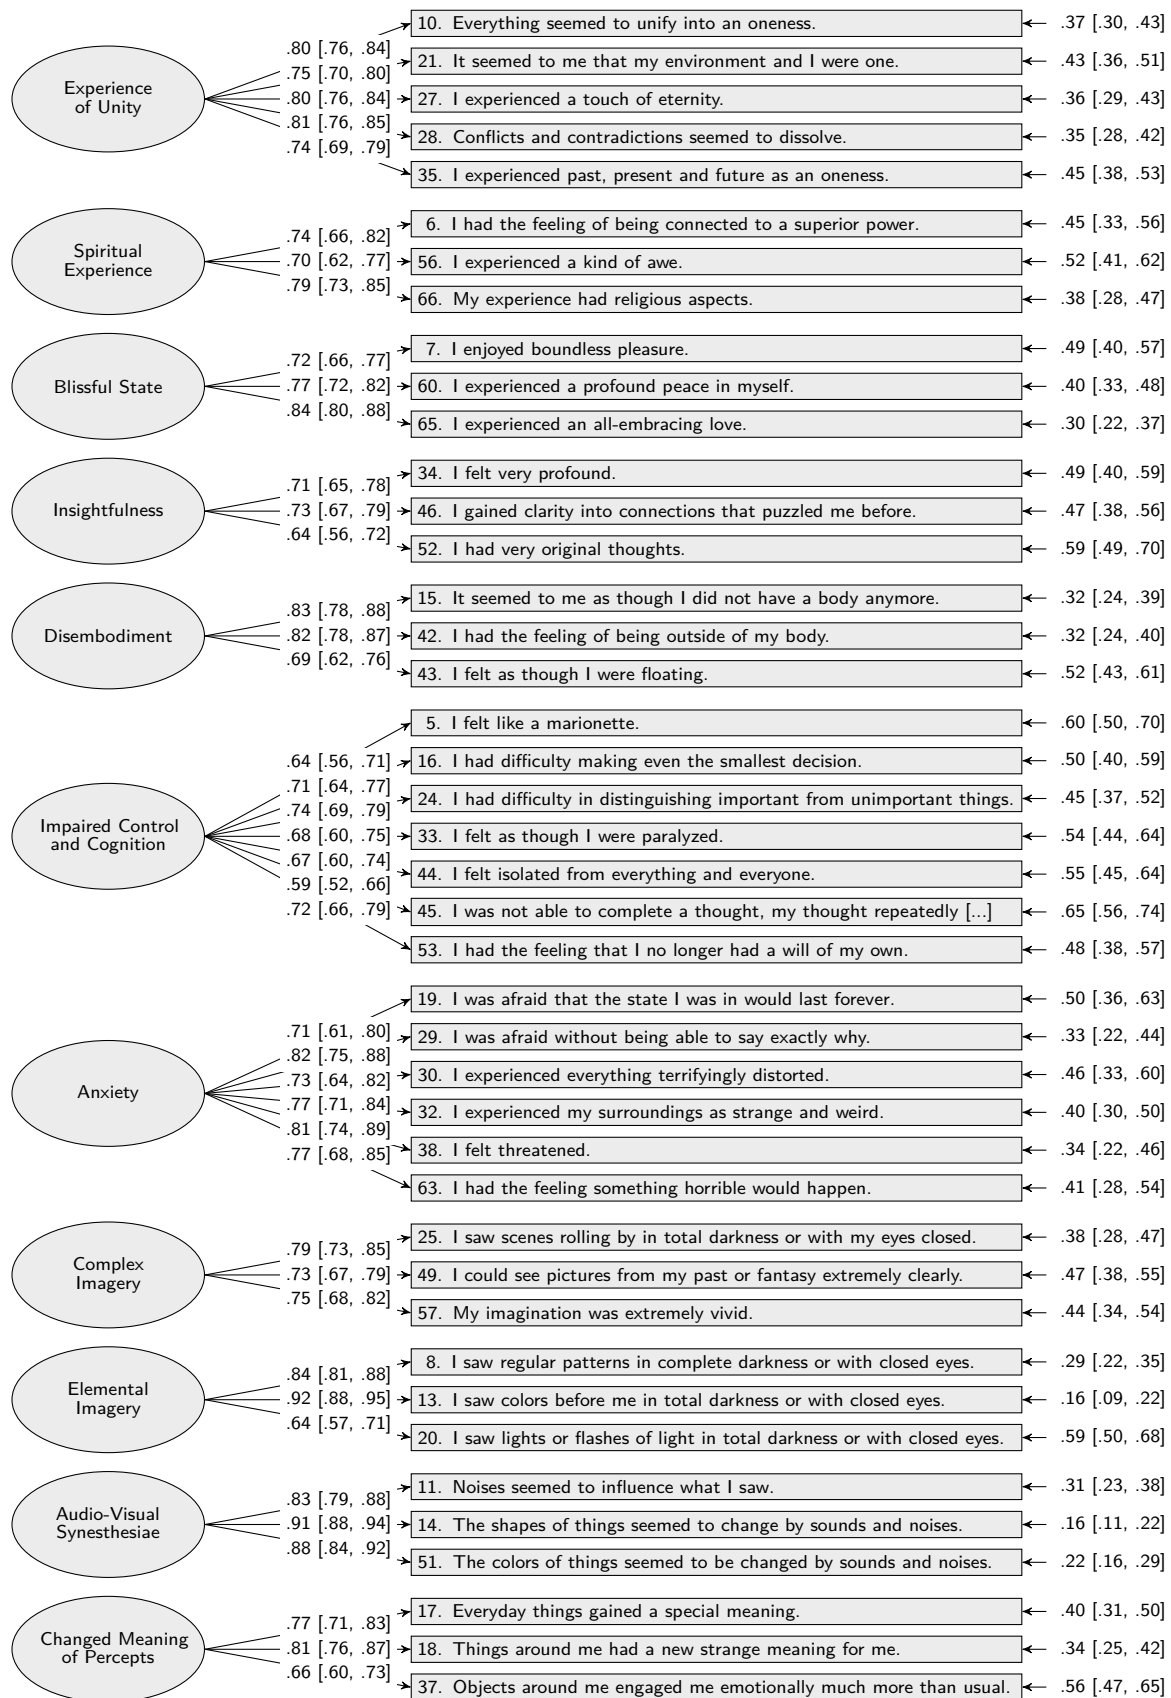 Experience
of Unity
.80 [.76, .84]
.75 [.70, .80]
.80 [.76, .84]
.81 [.76, .85]
.74 [.69, .79]
10. Everything seemed to unify into an oneness.
.37 [.30, .43]
21. It seemed to me that my environment and I were one.
.43 [.36, .51]
27. I experienced a touch of eternity.
.36 [.29, .43]
28. Conflicts and contradictions seemed to dissolve.
.35 [.28, .42]
35. I experienced past, present and future as an oneness.
.45 [.38, .53]
Spiritual
Experience
.74 [.66, .82]
.70 [.62, .77]
.79 [.73, .85]
6. I had the feeling of being connected to a superior power.
.45 [.33, .56]
56. I experienced a kind of awe.
.52 [.41, .62]
66. My experience had religious aspects.
.38 [.28, .47]
Blissful State
.72 [.66, .77]
.77 [.72, .82]
.84 [.80, .88]
7. I enjoyed boundless pleasure.
.49 [.40, .57]
60. I experienced a profound peace in myself.
.40 [.33, .48]
65. I experienced an all-embracing love.
.30 [.22, .37]
Insightfulness
.71 [.65, .78]
.73 [.67, .79]
.64 [.56, .72]
34. I felt very profound.
.49 [.40, .59]
46. I gained clarity into connections that puzzled me before.
.47 [.38, .56]
52. I had very original thoughts.
.59 [.49, .70]
Disembodiment
.83 [.78, .88]
.82 [.78, .87]
.69 [.62, .76]
15. It seemed to me as though I did not have a body anymore.
.32 [.24, .39]
42. I had the feeling of being outside of my body.
.32 [.24, .40]
43. I felt as though I were floating.
.52 [.43, .61]
Impaired Control
and Cognition
.64 [.56, .71]
.71 [.64, .77]
.74 [.69, .79]
.68 [.60, .75]
.67 [.60, .74]
.59 [.52, .66]
.72 [.66, .79]
5. I felt like a marionette.
.60 [.50, .70]
16. I had difficulty making even the smallest decision.
.50 [.40, .59]
24. I had difficulty in distinguishing important from unimportant things.
.45 [.37, .52]
33. I felt as though I were paralyzed.
.54 [.44, .64]
44. I felt isolated from everything and everyone.
.55 [.45, .64]
45. I was not able to complete a thought, my thought repeatedly [...]
.65 [.56, .74]
53. I had the feeling that I no longer had a will of my own.
.48 [.38, .57]
Anxiety
.71 [.61, .80]
.82 [.75, .88]
.73 [.64, .82]
.77 [.71, .84]
.81 [.74, .89]
.77 [.68, .85]
19. I was afraid that the state I was in would last forever.
.50 [.36, .63]
29. I was afraid without being able to say exactly why.
.33 [.22, .44]
30. I experienced everything terrifyingly distorted.
.46 [.33, .60]
32. I experienced my surroundings as strange and weird.
.40 [.30, .50]
38. I felt threatened.
.34 [.22, .46]
63. I had the feeling something horrible would happen.
.41 [.28, .54]
Complex
Imagery
.79 [.73, .85]
.73 [.67, .79]
.75 [.68, .82]
25. I saw scenes rolling by in total darkness or with my eyes closed.
.38 [.28, .47]
49. I could see pictures from my past or fantasy extremely clearly.
.47 [.38, .55]
57. My imagination was extremely vivid.
.44 [.34, .54]
Elemental
Imagery
.84 [.81, .88]
.92 [.88, .95]
.64 [.57, .71]
8. I saw regular patterns in complete darkness or with closed eyes.
.29 [.22, .35]
13. I saw colors before me in total darkness or with closed eyes.
.16 [.09, .22]
20. I saw lights or flashes of light in total darkness or with closed eyes.
.59 [.50, .68]
Audio-Visual
Synesthesiae
.83 [.79, .88]
.91 [.88, .94]
.88 [.84, .92]
11. Noises seemed to influence what I saw.
.31 [.23, .38]
14. The shapes of things seemed to change by sounds and noises.
.16 [.11, .22]
51. The colors of things seemed to be changed by sounds and noises.
.22 [.16, .29]
Changed Meaning
of Percepts
.77 [.71, .83]
.81 [.76, .87]
.66 [.60, .73]
17. Everyday things gained a special meaning.
.40 [.31, .50]
18. Things around me had a new strange meaning for me.
.34 [.25, .42]
37. Objects around me engaged me emotionally much more than usual.
.56 [.47, .65]